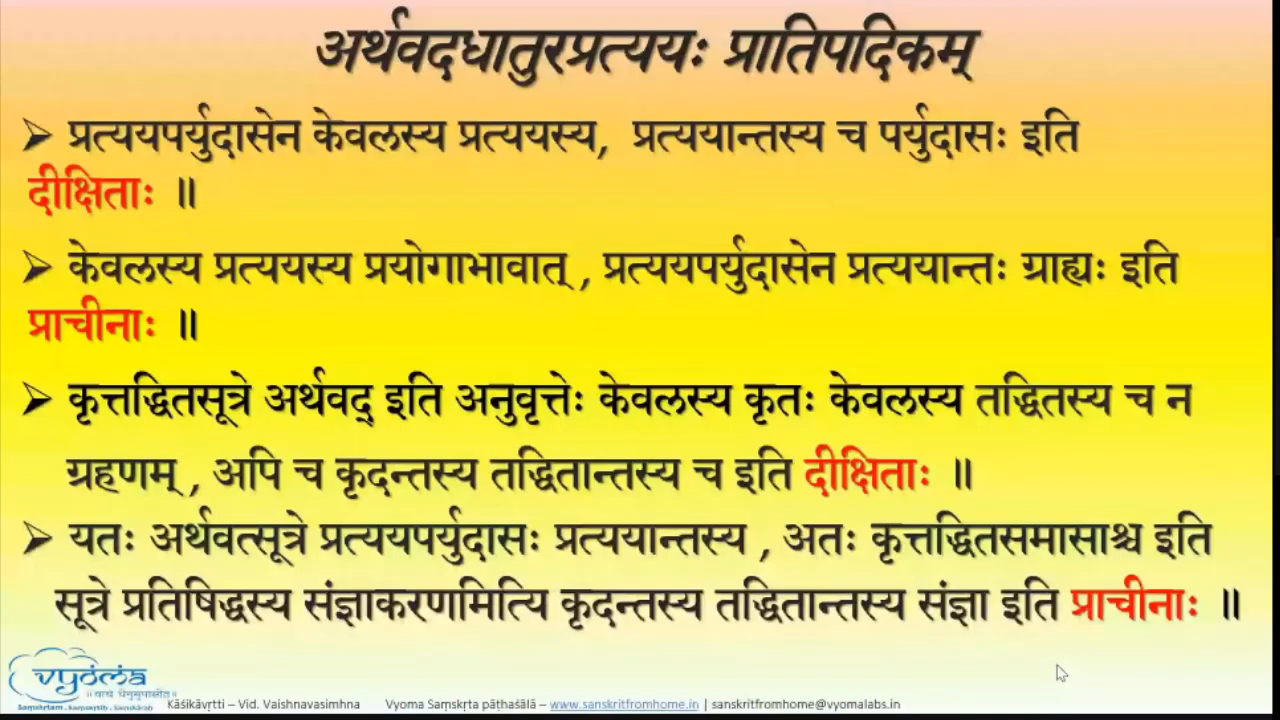 अर्थवदधातुरप्रत्ययः प्रातिपदिकम्
➢ प्रत्ययपर्युदासेन केवलस्य प्रत्ययस्य, प्रत्ययान्तस्य च पर्युदासः इति
दीक्षिताः ॥
➢ केवलस्य प्रत्ययस्य प्रयोगाभावात् , प्रत्ययपर्युदासेन प्रत्ययान्तः ग्राह्यः इति
प्राचीनाः ॥
➢ कृत्तद्धितसूत्रे अर्थवद् इति अनुवृत्तेः केवलस्य कृतः केवलस्य तद्धितस्य च न
ग्रहणम् , अपि च कृदन्तस्य तद्धितान्तस्य च इति दीक्षिताः ॥
➢ यतः अर्थवत्सूत्रे प्रत्ययपर्युदासः प्रत्ययान्तस्य , अतः कृत्तद्धितसमासाश्च इति
सूत्रे प्रतिषिद्धस्य संज्ञाकरणमित्यि कृदन्तस्य तद्धितान्तस्य संज्ञा इति प्राचीनाः ॥
vyoma
॥ वाचं धेनुमुपासीत ॥
Saṃskṛtam . Saṃskṛtiḥ . Saṃskāraḥ
Kāśikāvṛtti – Vid. Vaishnavasimhna Vyoma Saṃskṛta pāṭhaśālā – www.sanskritfromhome.in | sanskritfromhome@vyomalabs.in